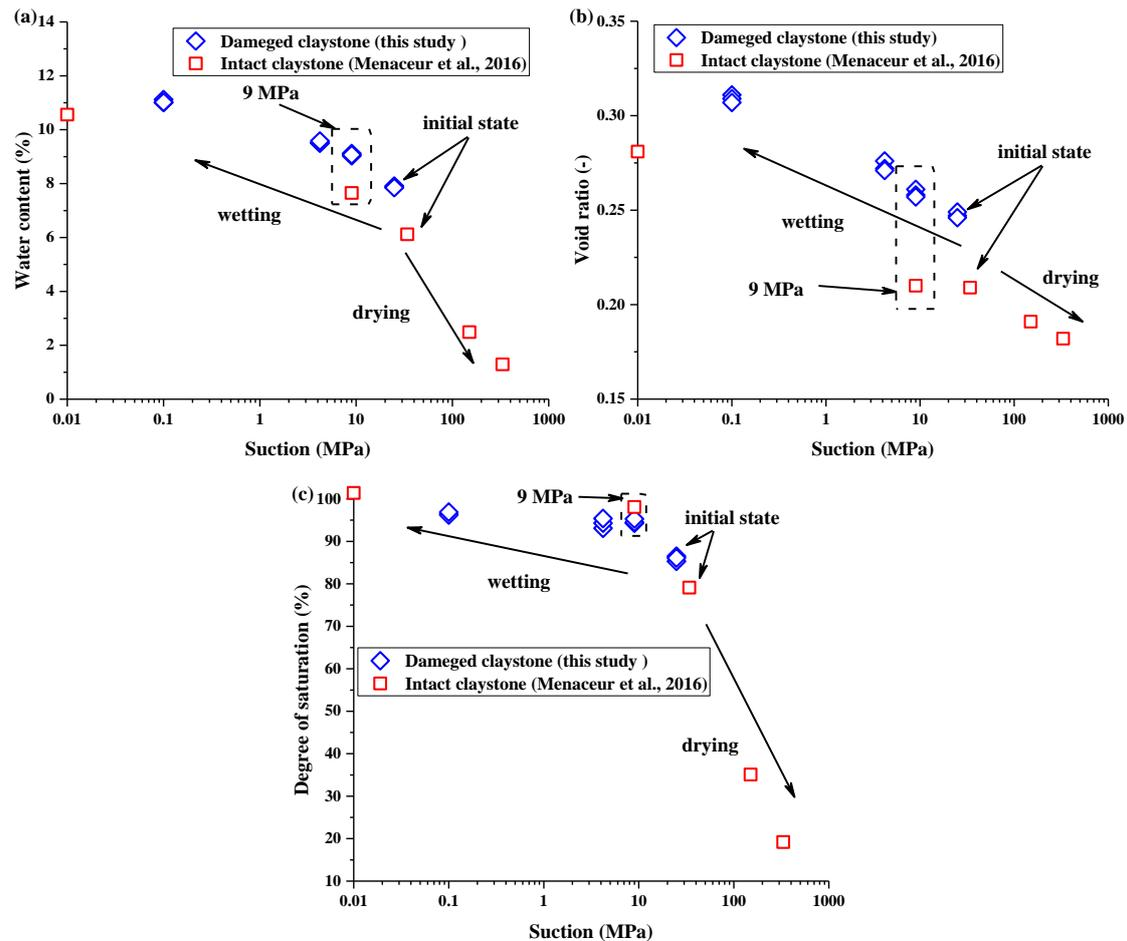 (a)
14
12
10
8
6
4
2
0
Water content (%)
Dameged claystone (this study )
Intact claystone (Menaceur et al., 2016)
9 MPa
initial state
wetting
drying
0.01 0.1 1 10 100 1000
Suction (MPa)
(b)
0.35
0.30
0.25
0.20
0.15
Void ratio (-)
Dameged claystone (this study)
Intact claystone (Menaceur et al., 2016)
initial state
wetting
9 MPa
drying
0.01 0.1 1 10 100 1000
Suction (MPa)
(c)
100
90
80
70
60
50
40
30
20
10
Degree of saturation (%)
9 MPa
initial state
wetting
Dameged claystone (this study )
Intact claystone (Menaceur et al., 2016)
drying
0.01 0.1 1 10 100 1000
Suction (MPa)